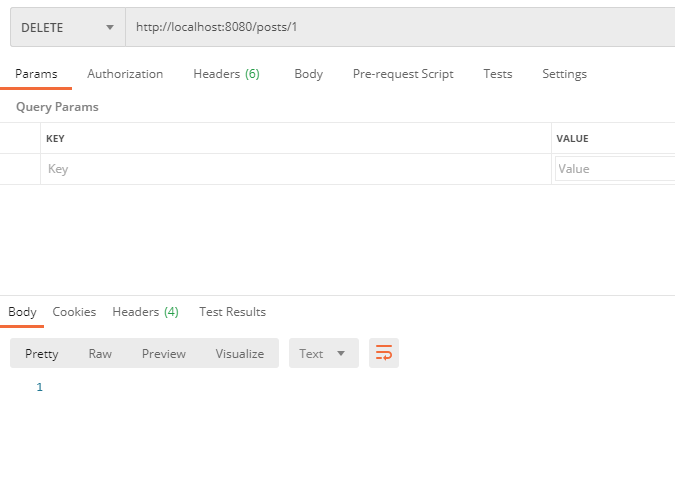 DELETE http://localhost:8080/posts/1
Params Authorization Headers (6) Body Pre-request Script Tests Settings
Query Params
KEY VALUE
Key Value
Body Cookies Headers (4) Test Results
Pretty Raw Preview Visualize Text
1